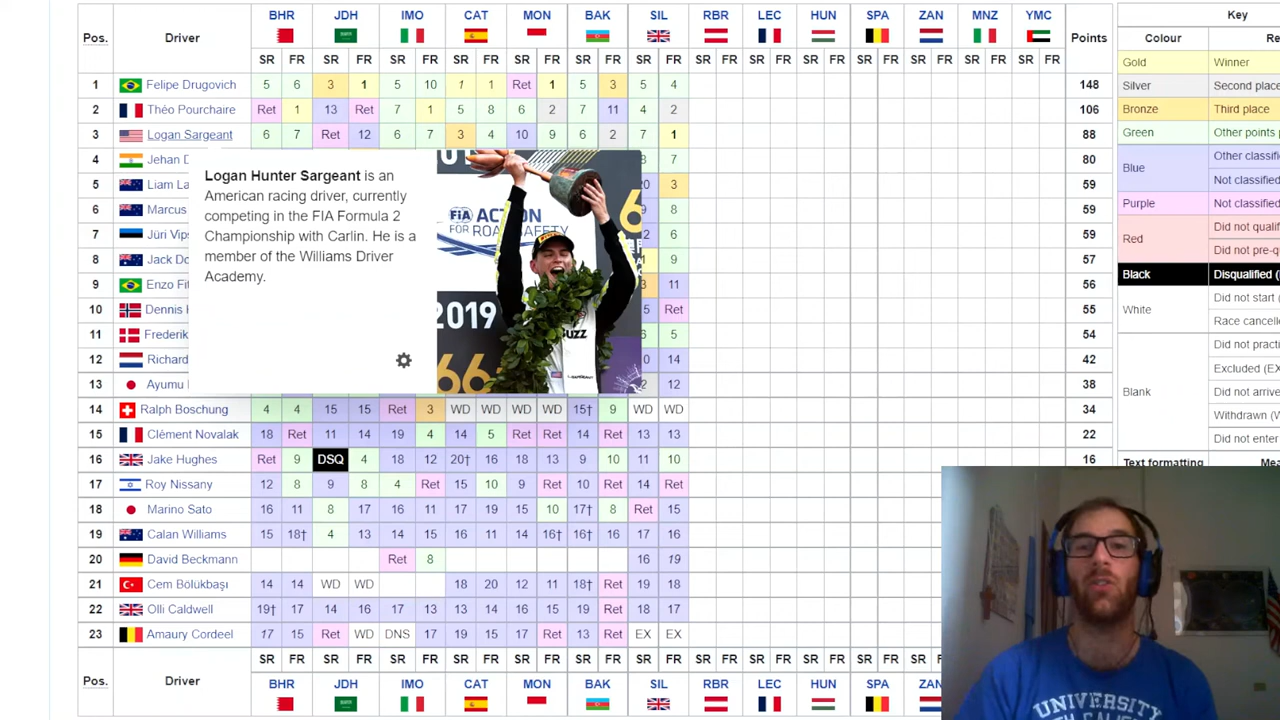 BHR JDH IMO CAT MON BAK SIL RBR LEC HUN SPA ZAN MNZ YMC Key
Pos. Driver Points Colour
SR FR SR FR SR FR SR FR SR FR SR FR SR FR SR FR SR FR SR FR SR FR SR FR SR FR SR FR
1 Felipe Drugovich 5 6 3 1 5 10 1 1 Ret 1 5 3 5 4 148
2 Théo Pourchaire Ret 1 13 Ret 7 1 5 8 6 2 7 11 4 2 106
3 Logan Sargeant 6 7 Ret 12 6 7 3 4 10 9 6 2 7 1 88
4 Jehan 7 80
5 Liam 3 59
6 Marcus 8 59
7 Jüri 6 59
8 Jack 9 57
9 Enzo 3 11 56
10 Dennis Ret 55
11 Frederik 5 54
12 Richard 14 42
13 Ayumu 12 38
14 Ralph Boschung 4 4 15 15 Ret 3 WD WD WD WD 15† 9 WD WD 34
15 Clément Novalak 18 Ret 11 14 19 4 14 5 Ret Ret 14 Ret 13 13 22
16 Jake Hughes Ret 9 DSQ 4 18 12 20† 16 18 13 9 10 11 10 16
17 Roy Nissany 12 8 9 8 4 Ret 15 10 9 Ret 10 Ret 14 Ret
18 Marino Sato 16 11 8 17 16 11 17 19 15 10 17† 8 Ret 15
19 Calan Williams 15 18† 4 13 14 15 16 11 14 16† 16† 16 17 16
20 David Beckmann Ret 8 16 19
21 Cem Bölükbaşı 14 14 WD WD 18 20 12 11 18† Ret 19 18
22 Olli Caldwell 19† 17 14 16 17 13 13 14 16 15 19 Ret 18 17
23 Amaury Cordeel 17 15 Ret WD DNS 17 19 15 17 Ret 13 Ret EX EX
SR FR SR FR SR FR SR FR SR FR SR FR SR FR SR FR SR FR SR FR SR FR SR
Pos. Driver BHR JDH IMO CAT MON BAK SIL RBR LEC HUN SPA ZAN
Logan Hunter Sargeant is an
American racing driver, currently
competing in the FIA Formula 2
Championship with Carlin. He is a
member of the Williams Driver
Academy.
FIA ACTION
FOR ROAD SAFETY
2019
66
Gold Winner
Silver Second place
Bronze Third place
Green Other points
Blue Other classified
Not classified
Purple Not classified
Red Did not
Did not
Black Disqualified
White Did not start
Race cancelled
Blank Did not
Excluded (EX
Did not
Withdrawn (W
Did not enter
Text formatting
UNIVERSITY